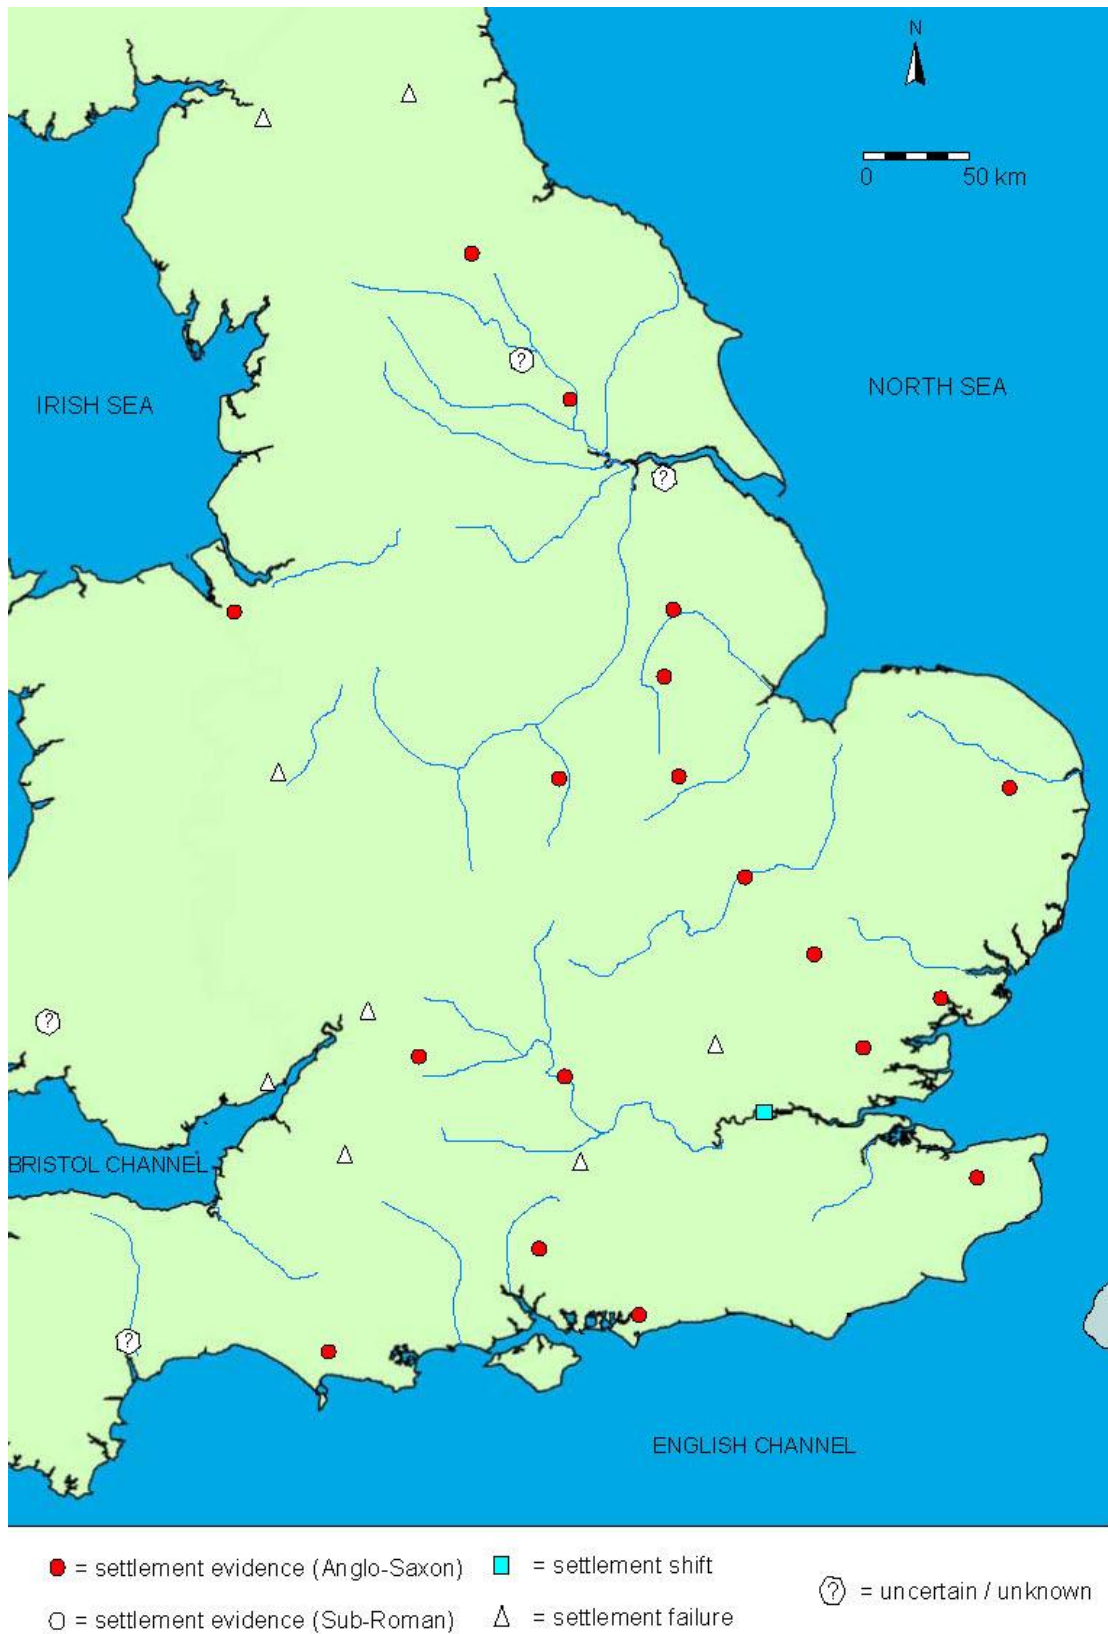 N
0 50 km
?
IRISH SEA
NORTH SEA
?
?
BRISTOL CHANNEL
?
ENGLISH CHANNEL
= settlement evidence (Anglo-Saxon)
= settlement shift
? = uncertain / unknown
= settlement evidence (Sub-Roman)
= settlement failure